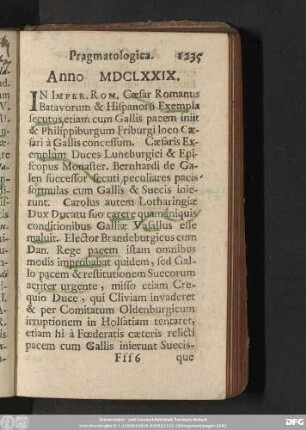 Pragmatologica. 1235
Anno MDCLXXIX.
IN IMPER. ROM. Cæsar Romanus
Batavorum & Hispanorũ Exempla
secutus, etiam cum Gallis pacem iniit
& Philippiburgum Friburgi loco Cæ-
sari à Gallis concessum. Cæsaris Ex-
emplum Duces Luneburgici & Epi-
scopus Monaster. Bernhardi de Ga-
len successor secuti, peculiares pacis
formulas cum Gallis & Suecis inie-
runt. Carolus autem Lotharingiæ
Dux Ducatu suo carere quam iniquis
conditionibus Galliæ Vasallus esse
maluit. Elector Brandeburgicus cum
Dan. Rege pacem istam omnibus
modis improbabat quidem, sed Gal-
lo pacem & restitutionem Suecorum
acriter urgente, misso etiam Cre-
quio Duce, qui Cliviam invaderet
& per Comitatum Oldenburgicum
irruptionem in Holsatiam tentaret,
etiam hi à Fœderatis cæteris relicti
pacem cum Gallis inierunt Suecis-
Fff6 que